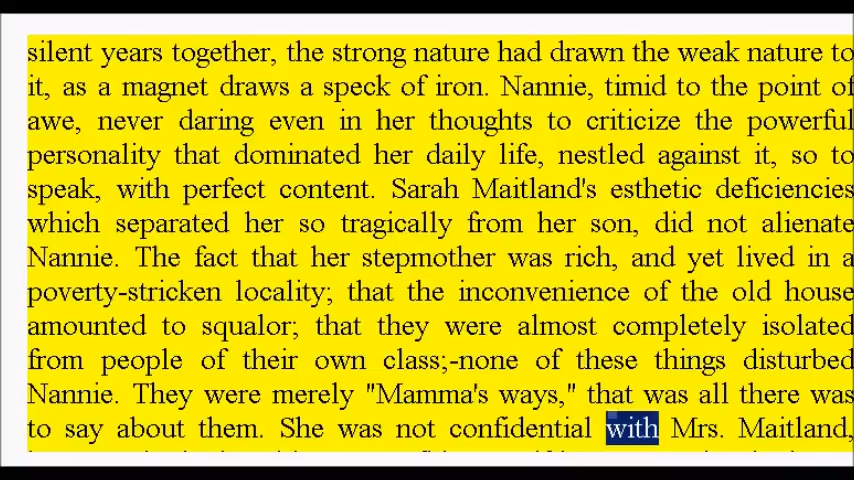 silent years together, the strong nature had drawn the weak nature to
it, as a magnet draws a speck of iron. Nannie, timid to the point of
awe, never daring even in her thoughts to criticize the powerful
personality that dominated her daily life, nestled against it, so to
speak, with perfect content. Sarah Maitland's esthetic deficiencies
which separated her so tragically from her son, did not alienate
Nannie. The fact that her stepmother was rich, and yet lived in a
poverty-stricken locality; that the inconvenience of the old house
amounted to squalor; that they were almost completely isolated
from people of their own class;-none of these things disturbed
Nannie. They were merely "Mamma's ways," that was all there was
to say about them. She was not confidential with Mrs. Maitland,